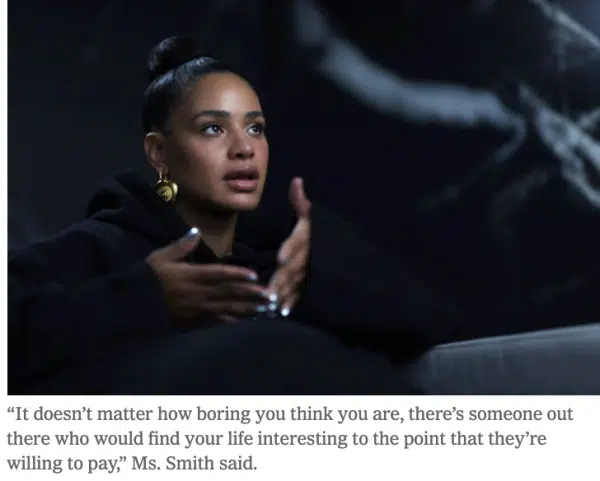 “It doesn’t matter how boring you think you are, there’s someone out
there who would find your life interesting to the point that they’re
willing to pay,” Ms. Smith said.